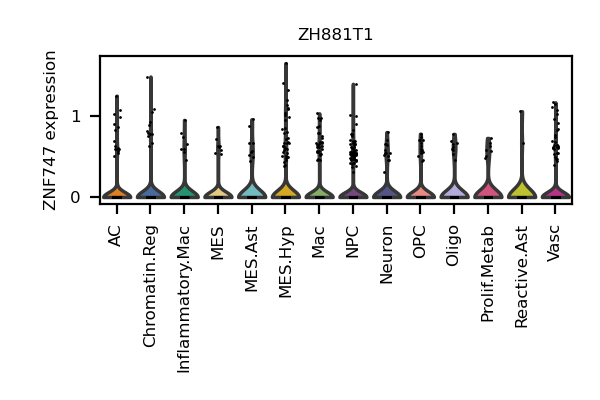 ZH881T1
ZNF747 expression
1
0
AC
Chromatin.Reg
Inflammatory.Mac
MES
MES.Ast
MES.Hyp
Mac
NPC
Neuron
OPC
Oligo
Prolif.Metab
Reactive.Ast
Vasc